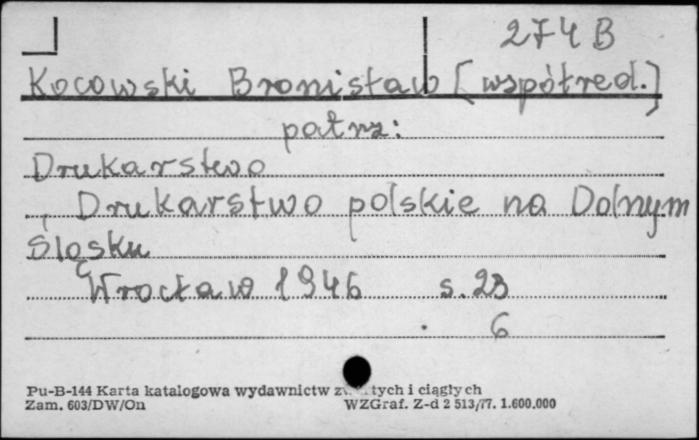 274 B
Kocowski Bronisław [współred.]
patrz:
Drukarstwo
, Drukarstwo polskie na Dolnym
Śląsku
Wrocław 1946 s. 23
6
Pu-B-144 Karta katalogowa wydawnictw i ciągłych
Zam. 603/DW/On WZGraf. Z-d 2 513/77. 1.600.000